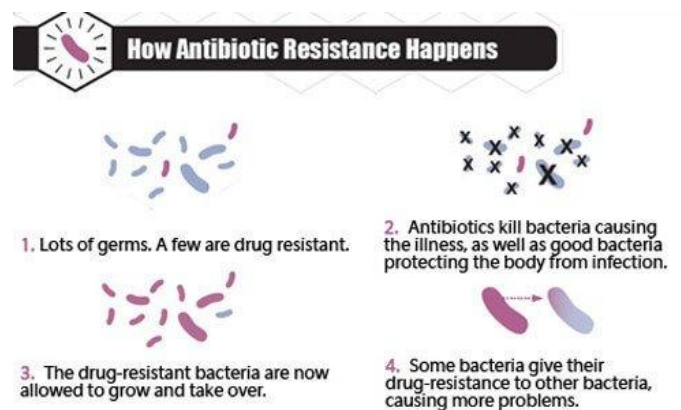 How Antibiotic Resistance Happens
1. Lots of germs. A few are drug resistant.
2. Antibiotics kill bacteria causing
the illness, as well as good bacteria
protecting the body from infection.
3. The drug-resistant bacteria are now
allowed to grow and take over.
4. Some bacteria give their
drug-resistance to other bacteria,
causing more problems.